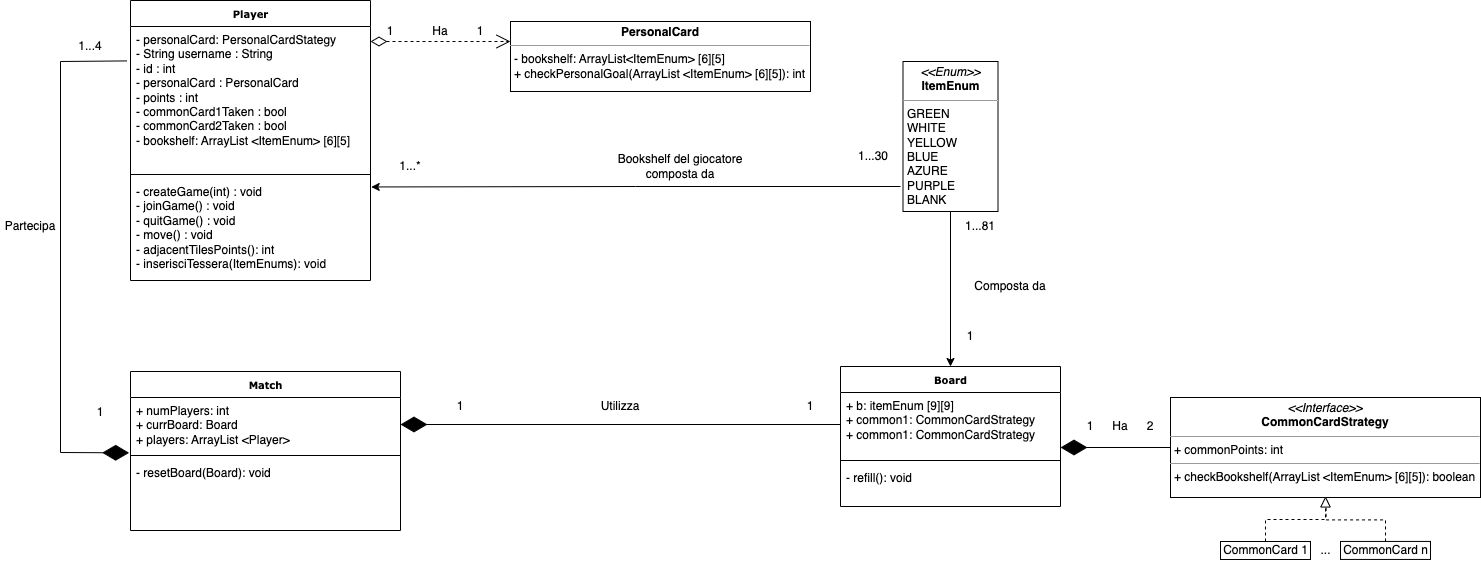 Player
- personalCard: PersonalCardStategy
- String username : String
- id : int
- personalCard : PersonalCard
- points : int
- commonCard1Taken : bool
- commonCard2Taken : bool
- bookshelf: ArrayList <ItemEnum> [6][5]
- createGame(int) : void
- joinGame() : void
- quitGame() : void
- move() : void
- adjacentTilesPoints(): int
- inserisciTessera(ItemEnums): void
1...4
1
Ha
1
PersonalCard
- bookshelf: ArrayList<ItemEnum> [6][5]
+ checkPersonalGoal(ArrayList <ItemEnum> [6][5]): int
<<Enum>>
ItemEnum
GREEN
WHITE
YELLOW
BLUE
AZURE
PURPLE
BLANK
1...*
Bookshelf del giocatore
composta da
1...30
1...81
Partecipa
Composta da
1
1
Match
+ numPlayers: int
+ currBoard: Board
+ players: ArrayList <Player>
- resetBoard(Board): void
1
Utilizza
1
Board
+ b: itemEnum [9][9]
+ common1: CommonCardStrategy
+ common1: CommonCardStrategy
- refill(): void
1
Ha
2
<<Interface>>
CommonCardStrategy
+ commonPoints: int
+ checkBookshelf(ArrayList <ItemEnum> [6][5]): boolean
CommonCard 1
...
CommonCard n